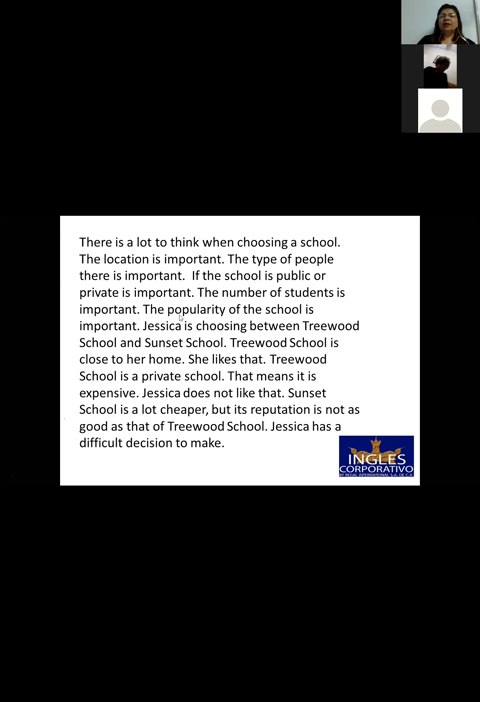 There is a lot to think when choosing a school.
The location is important. The type of people
there is important.  If the school is public or
private is important. The number of students is
important. The popularity of the school is
important. Jessica is choosing between Treewood
School and Sunset School. Treewood School is
close to her home. She likes that. Treewood
School is a private school. That means it is
expensive. Jessica does not like that. Sunset
School is a lot cheaper, but its reputation is not as
good as that of Treewood School. Jessica has a
difficult decision to make.
INGLES
CORPORATIVO
BY REGAL INTERNATIONAL S.A. DE C.V.